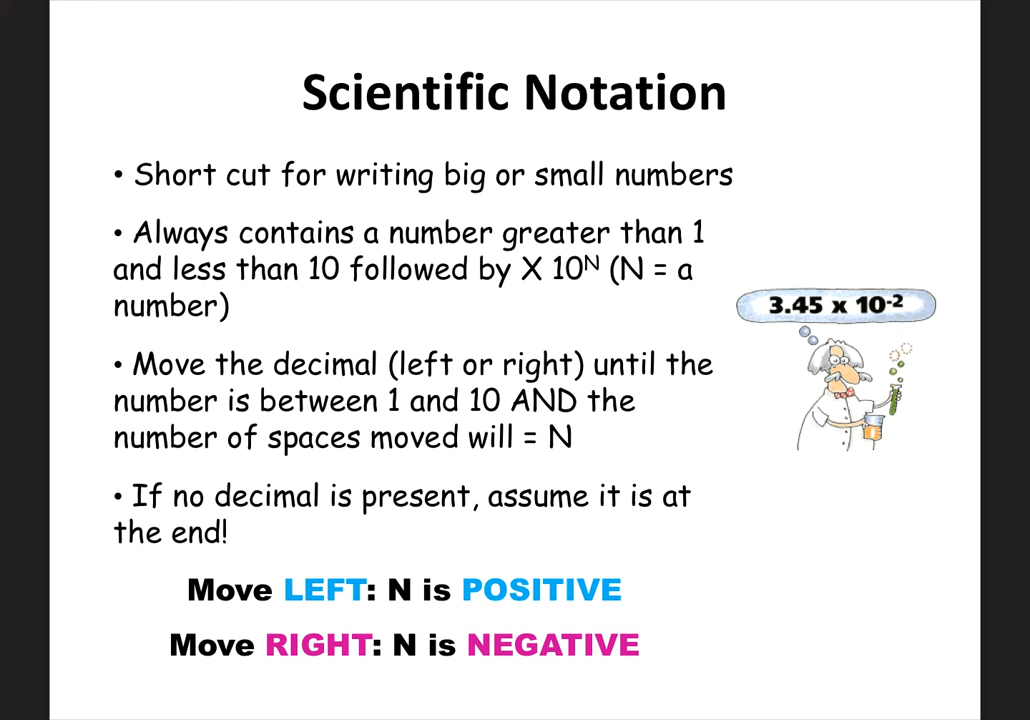 Scientific Notation
• Short cut for writing big or small numbers
• Always contains a number greater than 1
and less than 10 followed by X 10ᴺ (N = a
number)
3.45 x 10⁻²
• Move the decimal (left or right) until the
number is between 1 and 10 AND the
number of spaces moved will = N
• If no decimal is present, assume it is at
the end!
Move LEFT: N is POSITIVE
Move RIGHT: N is NEGATIVE